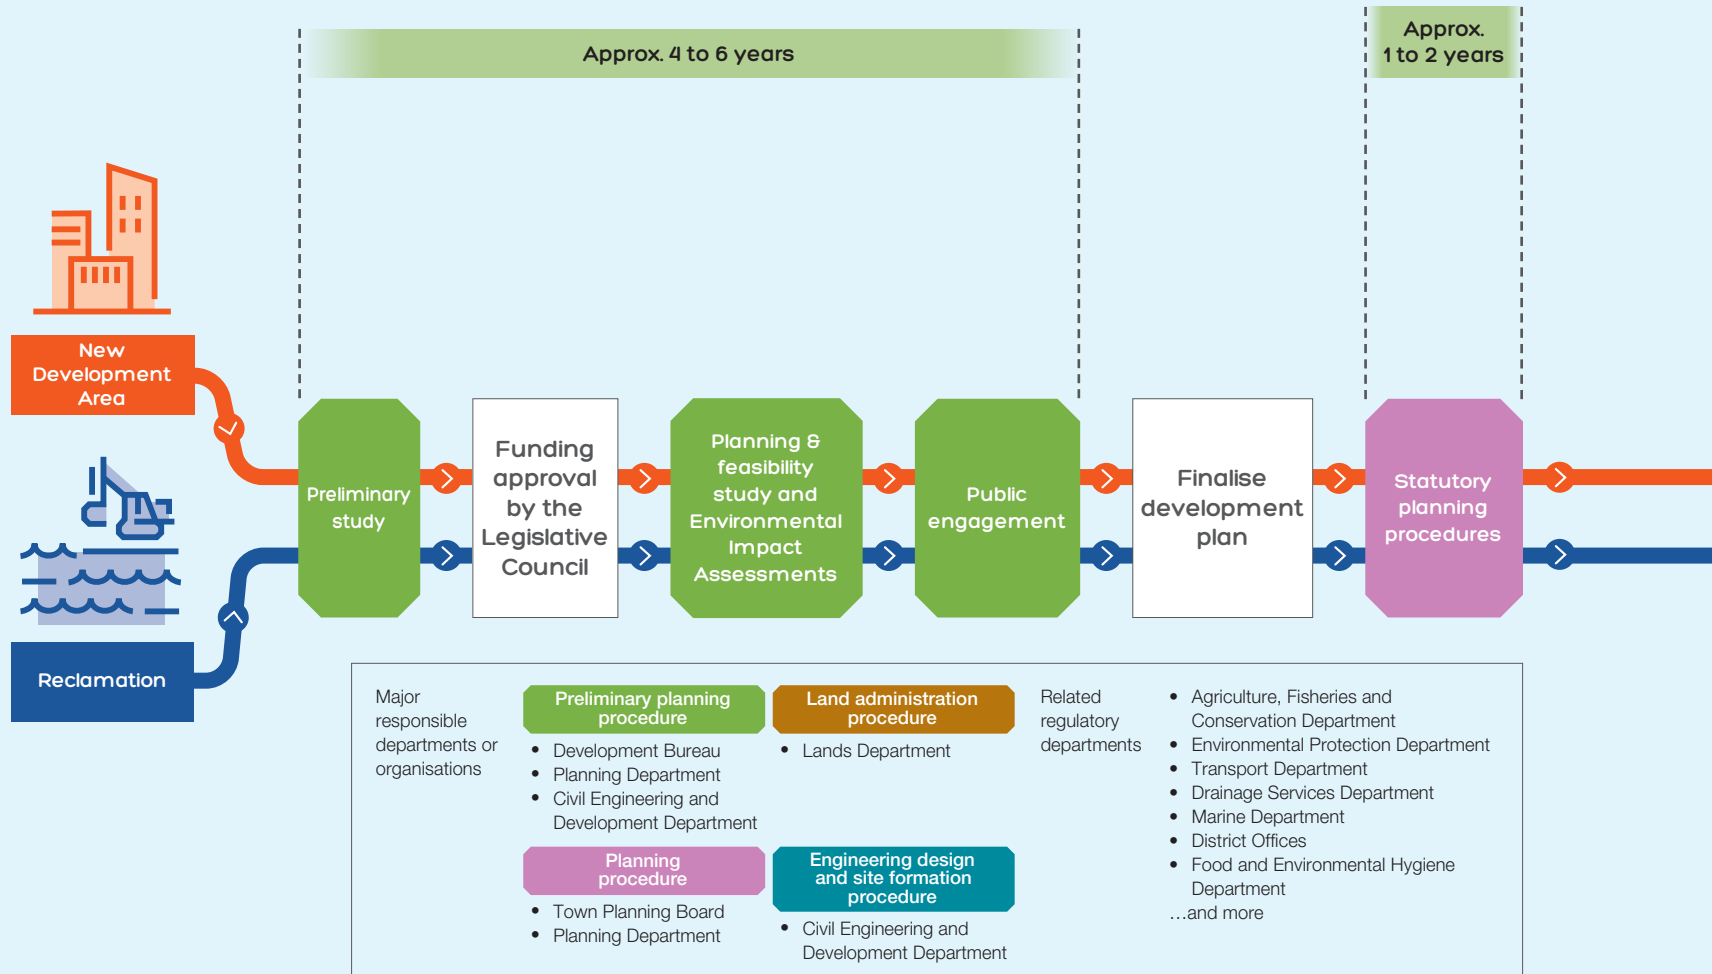 Approx. 4 to 6 years
Approx.
1 to 2 years
New
Development
Area
Reclamation
Preliminary
study
Funding
approval
by the
Legislative
Council
Planning &
feasibility
study and
Environmental
Impact
Assessments
Public
engagement
Finalise
development
plan
Statutory
planning
procedures
Major
responsible
departments or
organisations
Preliminary planning
procedure
• Development Bureau
• Planning Department
• Civil Engineering and
Development Department
Land administration
procedure
• Lands Department
Planning
procedure
• Town Planning Board
• Planning Department
Engineering design
and site formation
procedure
• Civil Engineering and
Development Department
Related
regulatory
departments
• Agriculture, Fisheries and
Conservation Department
• Environmental Protection Department
• Transport Department
• Drainage Services Department
• Marine Department
• District Offices
• Food and Environmental Hygiene
Department
…and more